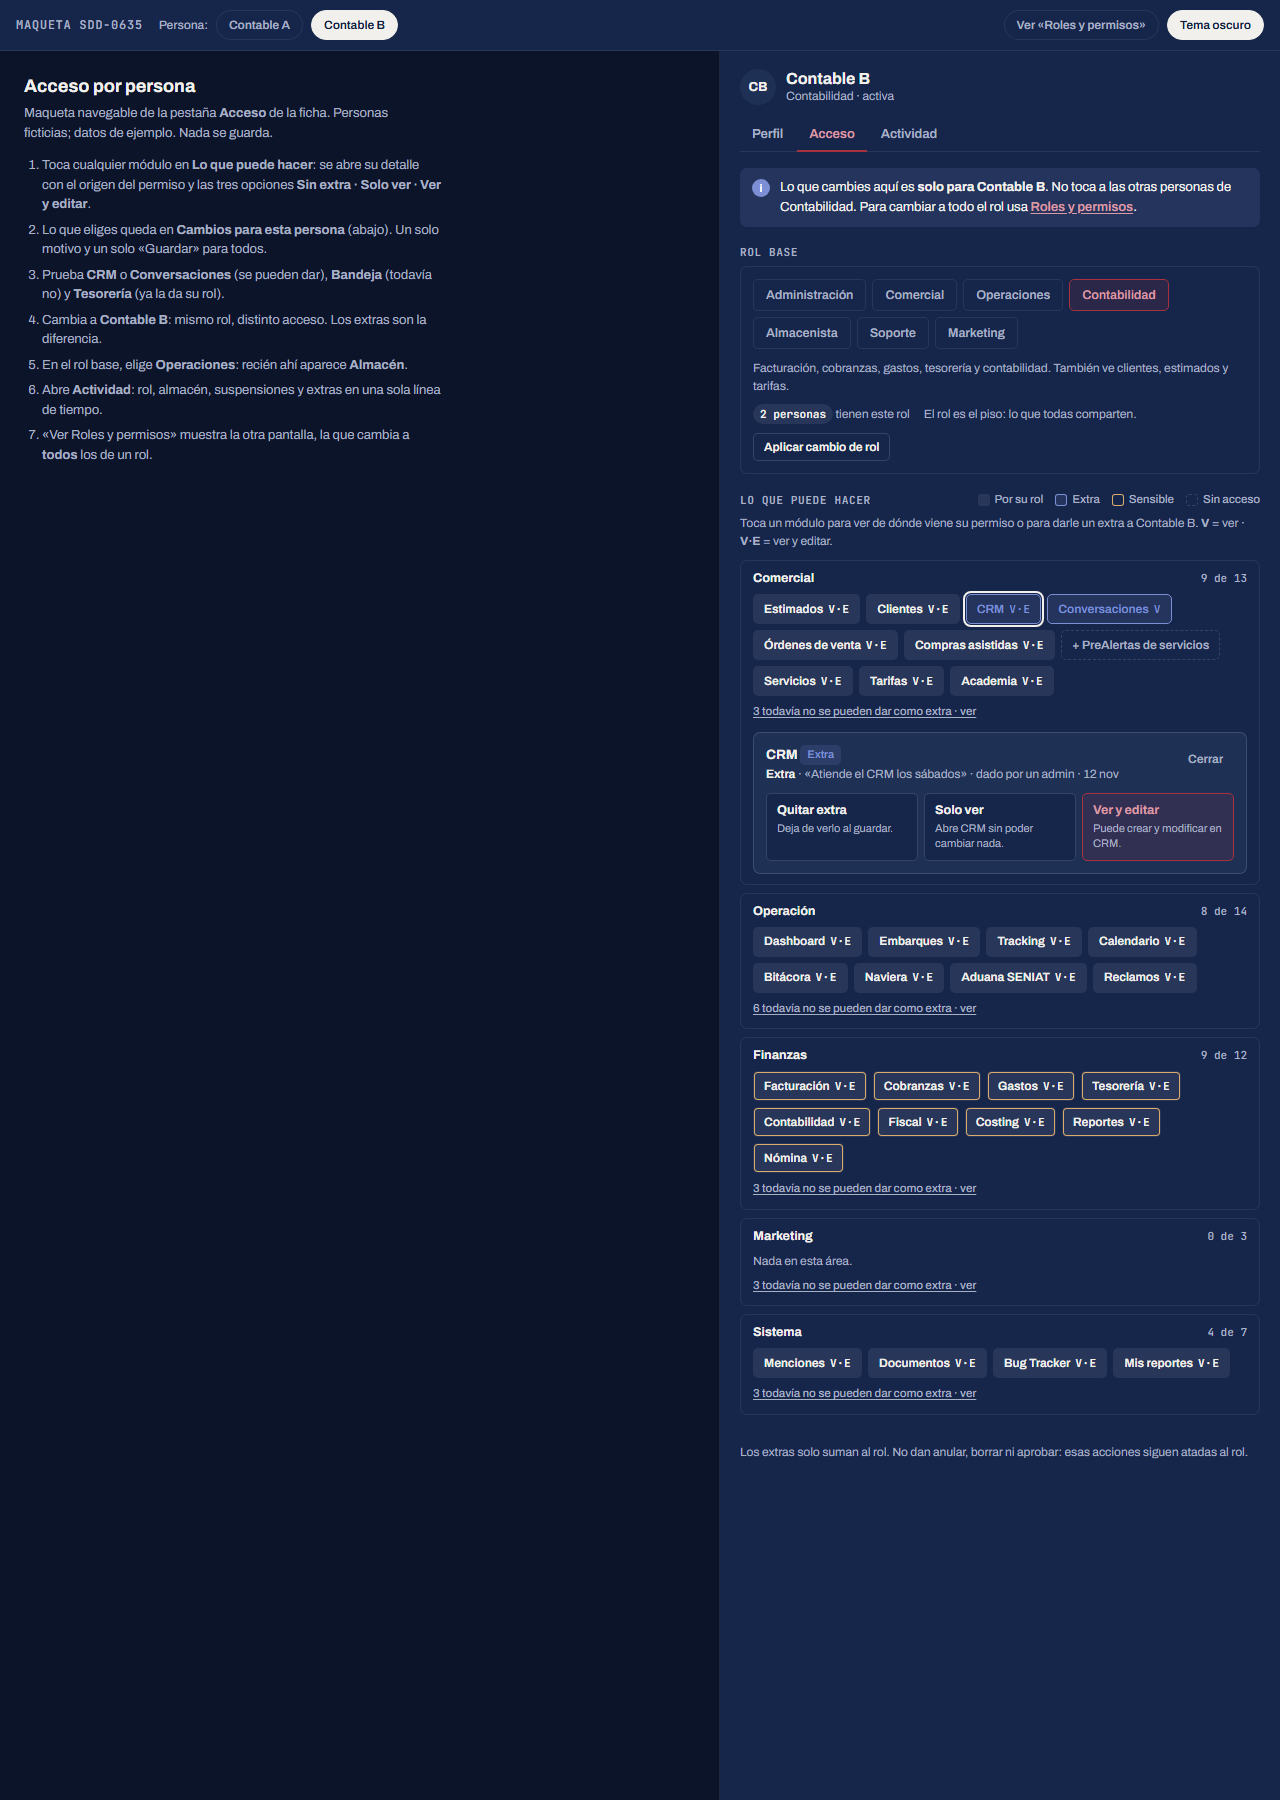 MAQUETA SDD-0635 Persona: Contable A Contable B Ver «Roles y permisos» Tema oscuro
Acceso por persona
Maqueta navegable de la pestaña Acceso de la ficha. Personas
ficticias; datos de ejemplo. Nada se guarda.
1. Toca cualquier módulo en Lo que puede hacer: se abre su detalle
con el origen del permiso y las tres opciones Sin extra · Solo ver · Ver
y editar.
2. Lo que eliges queda en Cambios para esta persona (abajo). Un solo
motivo y un solo «Guardar» para todos.
3. Prueba CRM o Conversaciones (se pueden dar), Bandeja (todavía
no) y Tesorería (ya la da su rol).
4. Cambia a Contable B: mismo rol, distinto acceso. Los extras son la
diferencia.
5. En el rol base, elige Operaciones: recién ahí aparece Almacén.
6. Abre Actividad: rol, almacén, suspensiones y extras en una sola línea
de tiempo.
7. «Ver Roles y permisos» muestra la otra pantalla, la que cambia a
todos los de un rol.
CB
Contable B
Contabilidad · activa
Perfil Acceso Actividad
i
Lo que cambies aquí es solo para Contable B. No toca a las otras personas de
Contabilidad. Para cambiar a todo el rol usa Roles y permisos.
ROL BASE
Administración Comercial Operaciones Contabilidad
Almacenista Soporte Marketing
Facturación, cobranzas, gastos, tesorería y contabilidad. También ve clientes, estimados y
tarifas.
2 personas tienen este rol El rol es el piso: lo que todas comparten.
Aplicar cambio de rol
LO QUE PUEDE HACER Por su rol Extra Sensible Sin acceso
Toca un módulo para ver de dónde viene su permiso o para darle un extra a Contable B. V = ver ·
V·E = ver y editar.
Comercial 9 de 13
Estimados V·E Clientes V·E CRM V·E Conversaciones V
Órdenes de venta V·E Compras asistidas V·E + PreAlertas de servicios
Servicios V·E Tarifas V·E Academia V·E
3 todavía no se pueden dar como extra · ver
CRM Extra Cerrar
Extra · «Atiende el CRM los sábados» · dado por un admin · 12 nov
Quitar extra Solo ver Ver y editar
Deja de verlo al guardar. Abre CRM sin poder Puede crear y modificar en
cambiar nada. CRM.
Operación 8 de 14
Dashboard V·E Embarques V·E Tracking V·E Calendario V·E
Bitácora V·E Naviera V·E Aduana SENIAT V·E Reclamos V·E
6 todavía no se pueden dar como extra · ver
Finanzas 9 de 12
Facturación V·E Cobranzas V·E Gastos V·E Tesorería V·E
Contabilidad V·E Fiscal V·E Costing V·E Reportes V·E
Nómina V·E
3 todavía no se pueden dar como extra · ver
Marketing 0 de 3
Nada en esta área.
3 todavía no se pueden dar como extra · ver
Sistema 4 de 7
Menciones V·E Documentos V·E Bug Tracker V·E Mis reportes V·E
3 todavía no se pueden dar como extra · ver
Los extras solo suman al rol. No dan anular, borrar ni aprobar: esas acciones siguen atadas al rol.